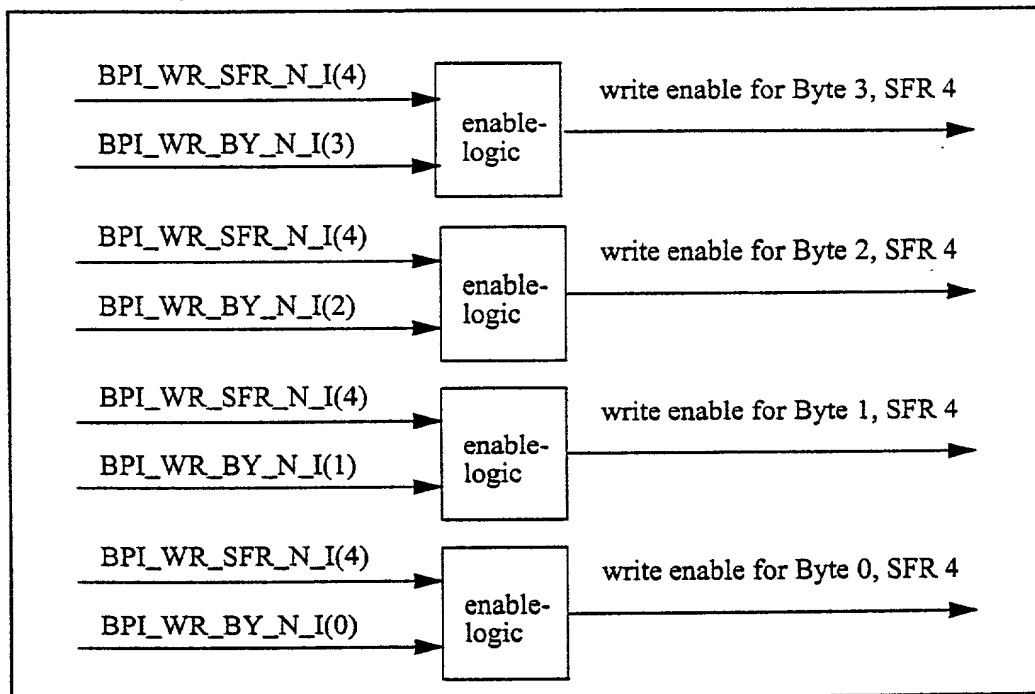 BPI_WR_SFR_N_I(4)
BPI_WR_BY_N_I(3)
enable-
logic
write enable for Byte 3, SFR 4
BPI_WR_SFR_N_I(4)
BPI_WR_BY_N_I(2)
enable-
logic
write enable for Byte 2, SFR 4
BPI_WR_SFR_N_I(4)
BPI_WR_BY_N_I(1)
enable-
logic
write enable for Byte 1, SFR 4
BPI_WR_SFR_N_I(4)
BPI_WR_BY_N_I(0)
enable-
logic
write enable for Byte 0, SFR 4